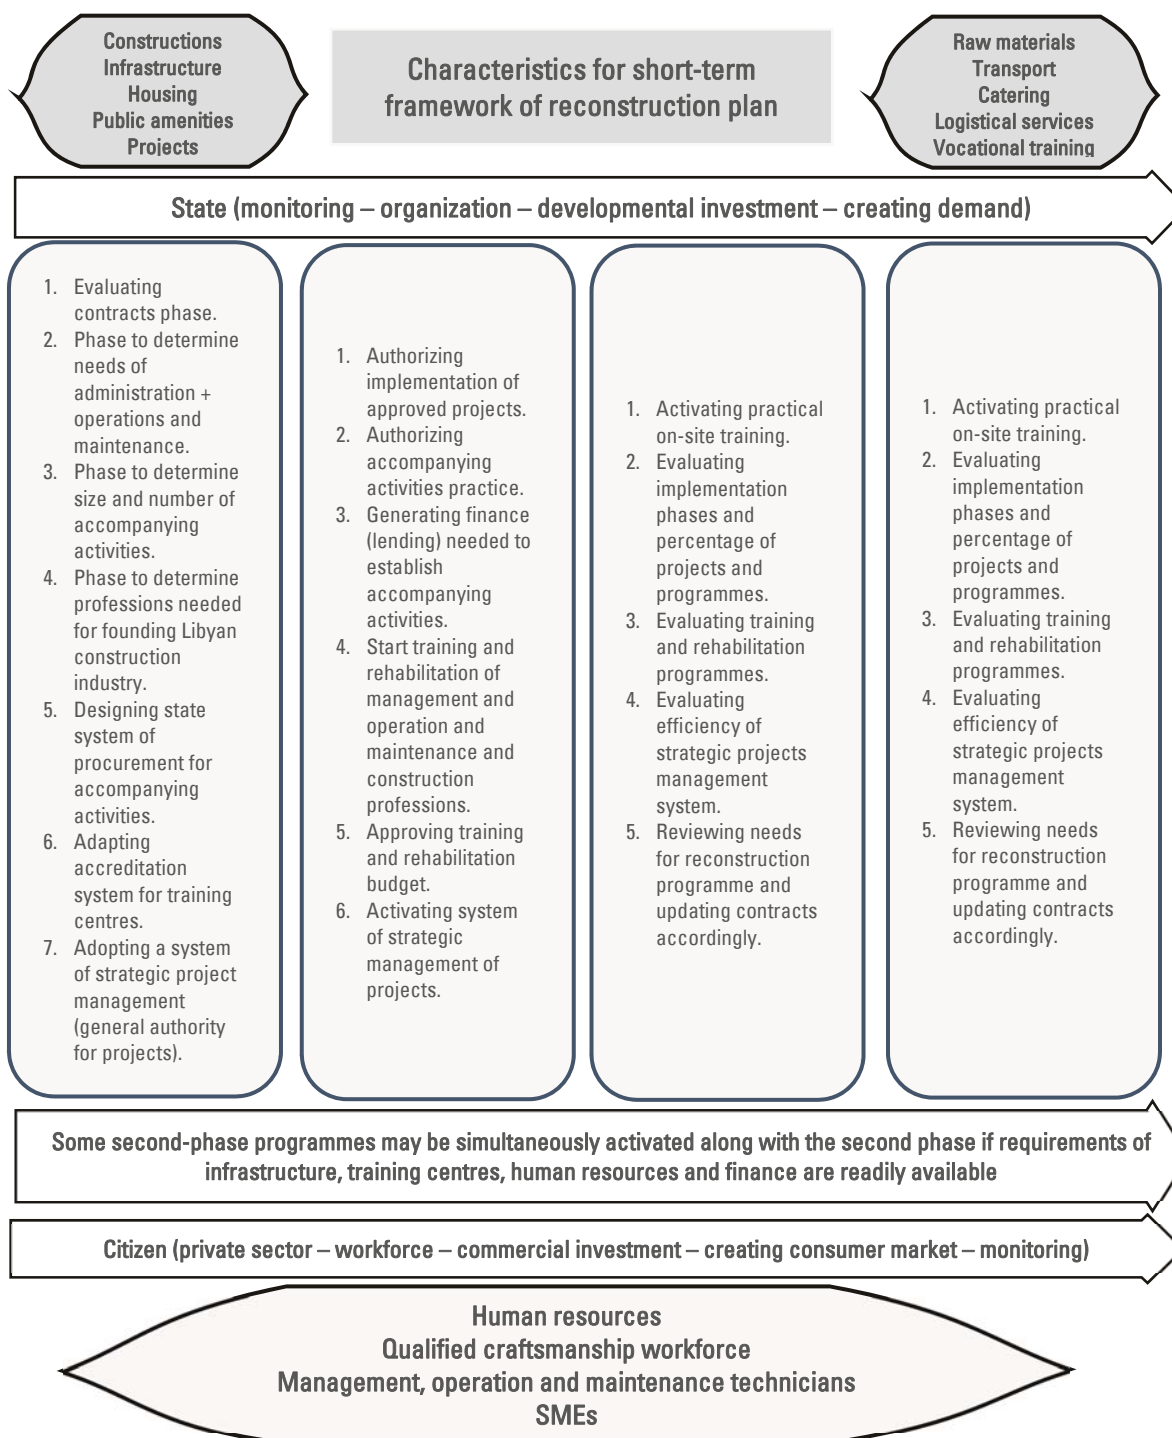 Constructions
Infrastructure
Housing
Public amenities
Projects
Characteristics for short-term
framework of reconstruction plan
Raw materials
Transport
Catering
Logistical services
Vocational training
State (monitoring – organization – developmental investment – creating demand)
1. Evaluating
contracts phase.
2. Phase to determine
needs of
administration +
operations and
maintenance.
3. Phase to determine
size and number of
accompanying
activities.
4. Phase to determine
professions needed
for founding Libyan
construction
industry.
5. Designing state
system of
procurement for
accompanying
activities.
6. Adapting
accreditation
system for training
centres.
7. Adopting a system
of strategic project
management
(general authority
for projects).
1. Authorizing
implementation of
approved projects.
2. Authorizing
accompanying
activities practice.
3. Generating finance
(lending) needed to
establish
accompanying
activities.
4. Start training and
rehabilitation of
management and
operation and
maintenance and
construction
professions.
5. Approving training
and rehabilitation
budget.
6. Activating system
of strategic
management of
projects.
1. Activating practical
on-site training.
2. Evaluating
implementation
phases and
percentage of
projects and
programmes.
3. Evaluating training
and rehabilitation
programmes.
4. Evaluating
efficiency of
strategic projects
management
system.
5. Reviewing needs
for reconstruction
programme and
updating contracts
accordingly.
1. Activating practical
on-site training.
2. Evaluating
implementation
phases and
percentage of
projects and
programmes.
3. Evaluating training
and rehabilitation
programmes.
4. Evaluating
efficiency of
strategic projects
management
system.
5. Reviewing needs
for reconstruction
programme and
updating contracts
accordingly.
Some second-phase programmes may be simultaneously activated along with the second phase if requirements of
infrastructure, training centres, human resources and finance are readily available
Citizen (private sector – workforce – commercial investment – creating consumer market – monitoring)
Human resources
Qualified craftsmanship workforce
Management, operation and maintenance technicians
SMEs